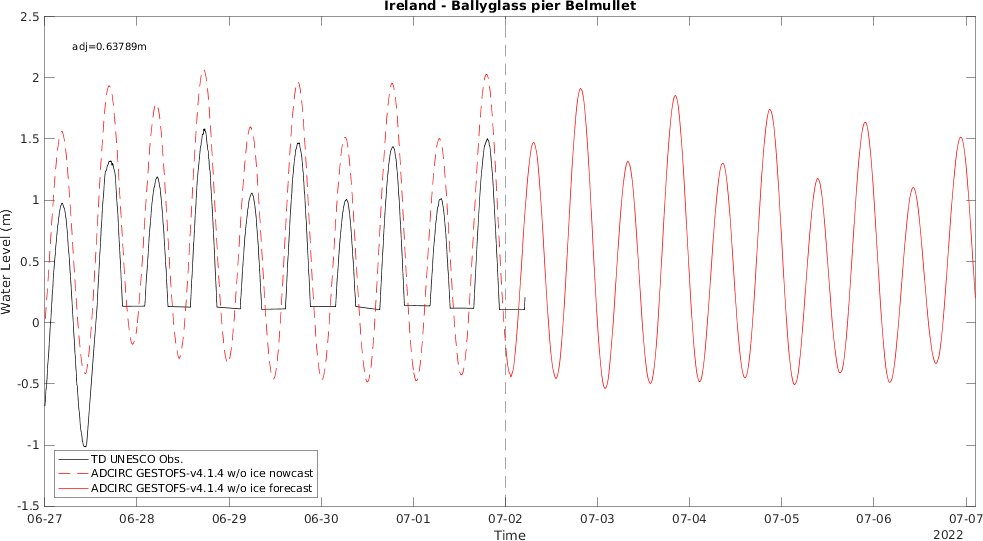 Ireland - Ballyglass pier Belmullet
adj=0.63789m
2.5
2
1.5
1
0.5
0
-0.5
-1
-1.5
Water Level (m)
TD UNESCO Obs.
ADCIRC GESTOFS-v4.1.4 w/o ice nowcast
ADCIRC GESTOFS-v4.1.4 w/o ice forecast
06-27 06-28 06-29 06-30 07-01 07-02 07-03 07-04 07-05 07-06 07-07
Time
2022